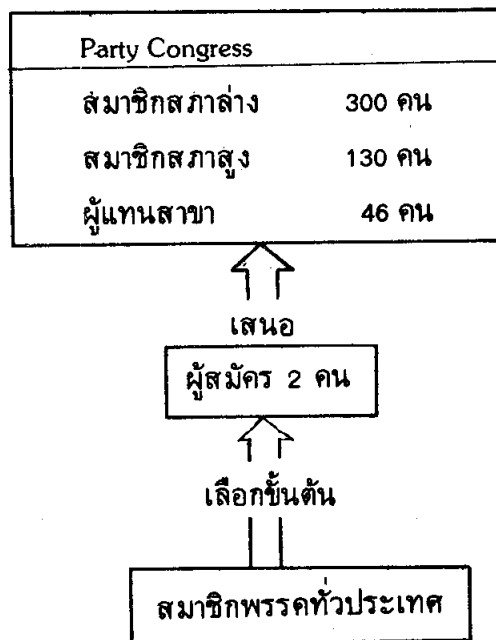 Party Congress
สมาชิกสภาล่าง 300 คน
สมาชิกสภาสูง 130 คน
ผู้แทนสาขา 46 คน
เสนอ
ผู้สมัคร 2 คน
เลือกขั้นต้น
สมาชิกพรรคทั่วประเทศ